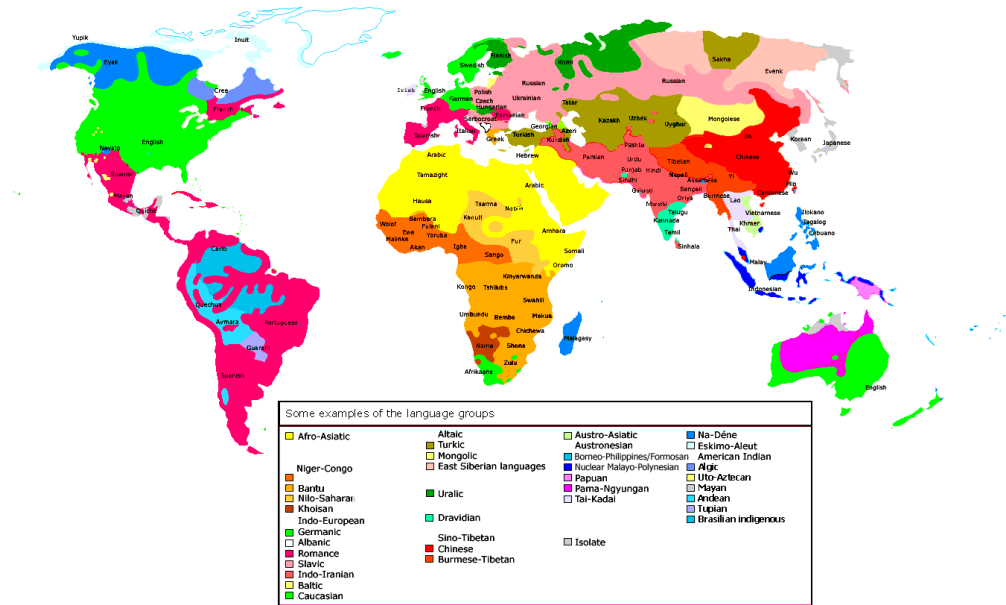 Yupik
Inuit
Eyak
Cree
French
English
Navajo
Spanish
Mayan
Quiche
Carib
Quechua
Aymara
Portuguese
Guarani
Spanish
Irish
English
Swedish
Finnish
Komi
Sakha
Evenk
Russian
Russian
German
Polish
Czech
Ukrainian
Hungarian
French
Romanian
Serbocroat
Spanish
Italian
Greek
Turkish
Georgian
Azeri
Kurdish
Tatar
Kazakh
Uzbek
Uyghur
Mongolese
Jin
Korean
Japanese
Chinese
Wu
Min
Cantonese
Yi
Tibetan
Pashto
Persian
Urdu
Punjab
Hindi
Nepali
Assamese
Sindhi
Bengali
Gujaroti
Oriya
Marathi
Burmese
Telugu
Kannada
Tamil
Sinhala
Lao
Vietnamese
Khmer
Thai
Malay
Indonesian
Ilokano
Tagalog
Cebuano
English
Hebrew
Arabic
Tamazight
Arabic
Hausa
Tsarma
Kanuli
Nobin
Amhara
Somali
Oromo
Fur
Wolof
Bambara
Fulani
Ewe
Malinke
Yoruba
Akan
Igbo
Sango
Kinyarwanda
Kongo
Tshiluba
Swahili
Umbundu
Bemba
Makua
Chichewa
Nama
Shona
Zulu
Afrikaans
Malagasy
Some examples of the language groups
Afro-Asiatic
Niger-Congo
Bantu
Nilo-Saharan
Khoisan
Indo-European
Germanic
Albanic
Romance
Slavic
Indo-Iranian
Baltic
Caucasian
Altaic
Turkic
Mongolic
East Siberian languages
Uralic
Dravidian
Sino-Tibetan
Chinese
Burmese-Tibetan
Austro-Asiatic
Austronesian
Borneo-Philippines/Formosan
Nuclear Malayo-Polynesian
Papuan
Pama-Ngyungan
Tai-Kadai
Isolate
Na-Déne
Eskimo-Aleut
American Indian
Algic
Uto-Aztecan
Mayan
Andean
Tupian
Brasilian indigenous